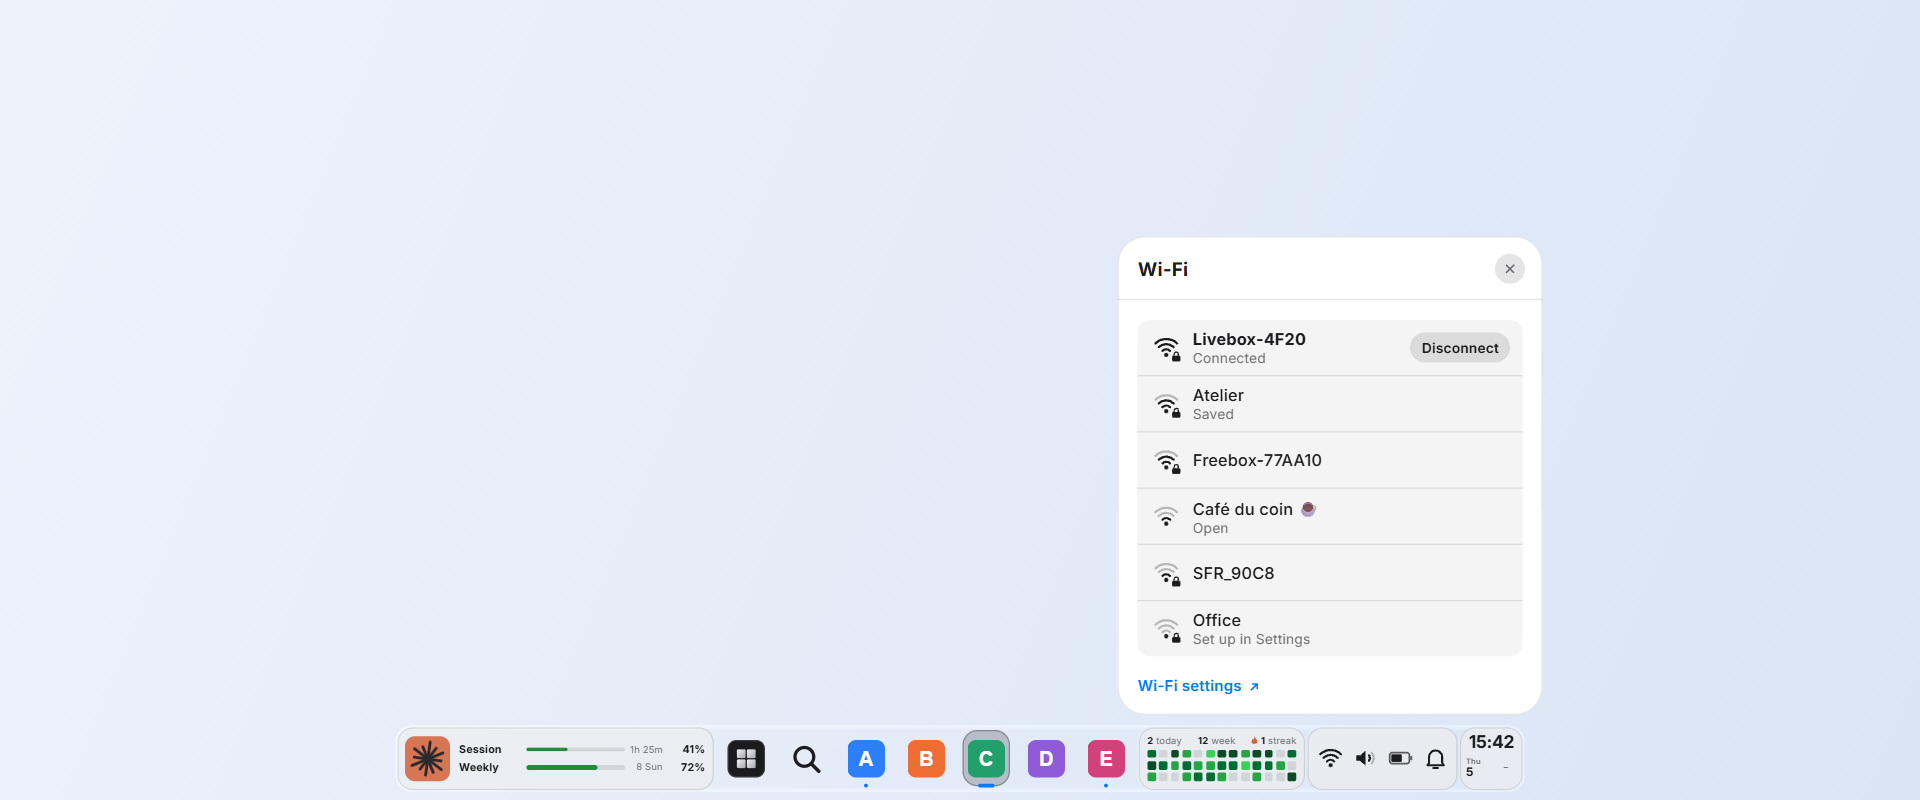 Wi-Fi
Livebox-4F20
Connected
Disconnect
Atelier
Saved
Freebox-77AA10
Café du coin
Open
SFR_90C8
Office
Set up in Settings
Wi-Fi settings
Session 1h 25m 41%
Weekly 8 Sun 72%
A B C D E
2 today 12 week 1 streak
15:42
Thu
5 –